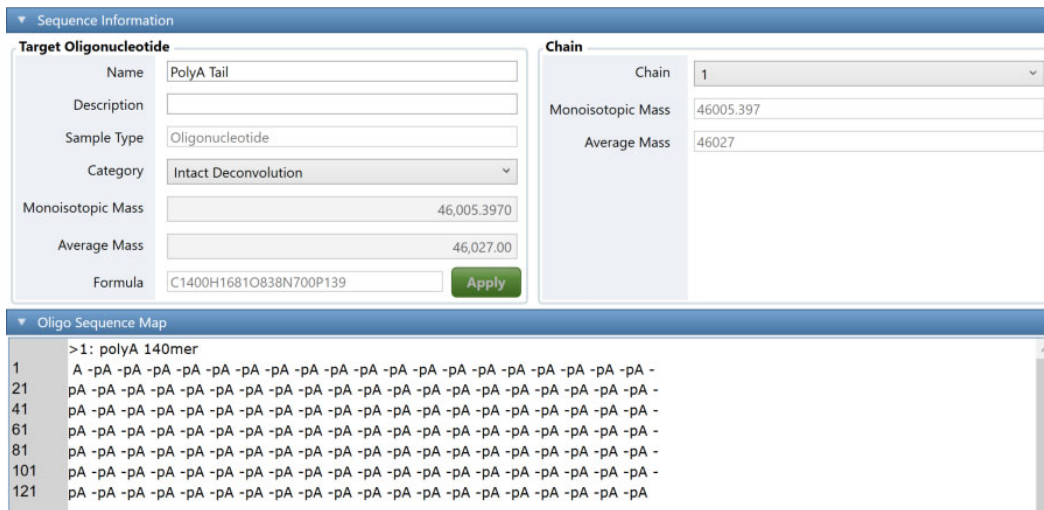 Sequence Information
Target Oligonucleotide
Name PolyA Tail
Description
Sample Type Oligonucleotide
Category Intact Deconvolution
Monoisotopic Mass 46,005.3970
Average Mass 46,027.00
Formula C1400H1681O838N700P139 Apply
Chain
Chain 1
Monoisotopic Mass 46005.397
Average Mass 46027
Oligo Sequence Map
>1: polyA 140mer
1 A -pA -pA -pA -pA -pA -pA -pA -pA -pA -pA -pA -pA -pA -pA -pA -pA -pA -pA -pA -
21 pA -pA -pA -pA -pA -pA -pA -pA -pA -pA -pA -pA -pA -pA -pA -pA -pA -pA -pA -pA -
41 pA -pA -pA -pA -pA -pA -pA -pA -pA -pA -pA -pA -pA -pA -pA -pA -pA -pA -pA -pA -
61 pA -pA -pA -pA -pA -pA -pA -pA -pA -pA -pA -pA -pA -pA -pA -pA -pA -pA -pA -pA -
81 pA -pA -pA -pA -pA -pA -pA -pA -pA -pA -pA -pA -pA -pA -pA -pA -pA -pA -pA -pA -
101 pA -pA -pA -pA -pA -pA -pA -pA -pA -pA -pA -pA -pA -pA -pA -pA -pA -pA -pA -pA -
121 pA -pA -pA -pA -pA -pA -pA -pA -pA -pA -pA -pA -pA -pA -pA -pA -pA -pA -pA -pA